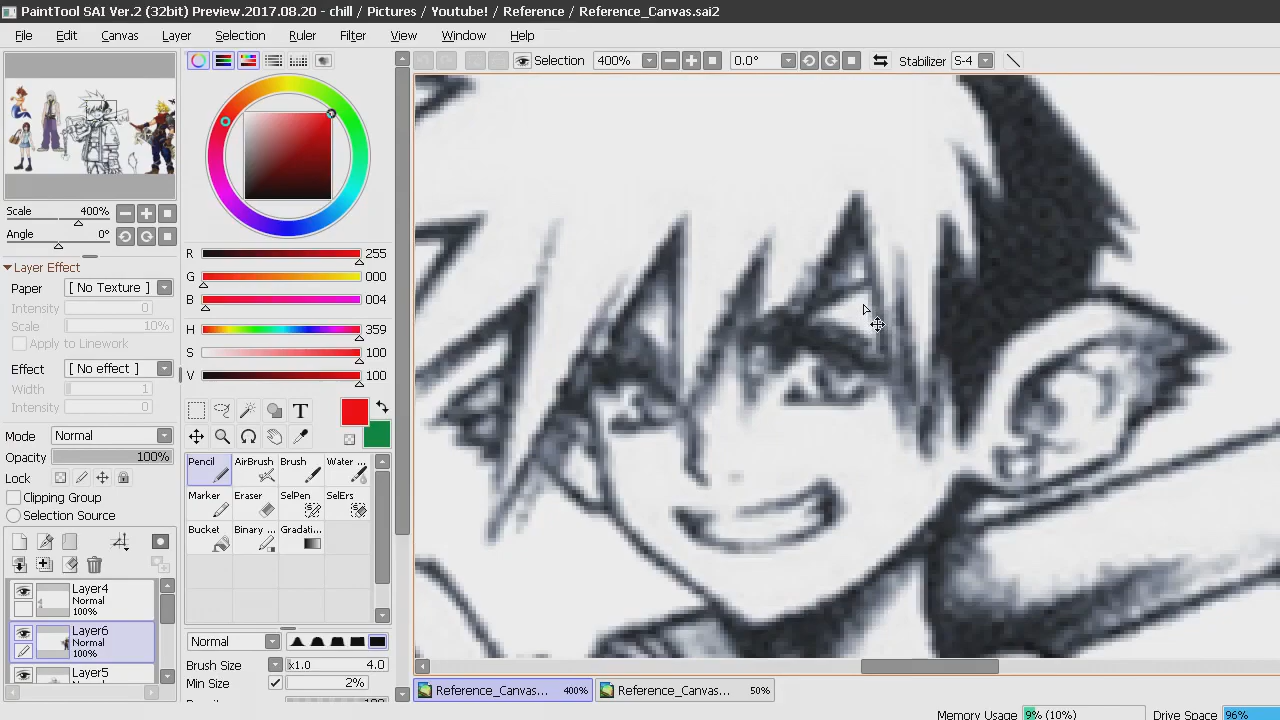 PaintTool SAI Ver.2 (32bit) Preview.2017.08.20 - chill / Pictures / Youtube! / Reference / Reference_Canvas.sai2
File Edit Canvas Layer Selection Ruler Filter View Window Help
Selection 400% 0.0° Stabilizer S-4
Scale 400%
Angle 0°
Layer Effect
Paper [ No Texture ]
Intensity 0
Scale 10%
Apply to Linework
Effect [ No effect ]
Width 1
Intensity 0
Mode Normal
Opacity 100%
Lock
Clipping Group
Selection Source
Layer4
Normal
100%
Layer6
Normal
100%
Layer5
R 255
G 000
B 004
H 359
S 100
V 100
T
Pencil AirBrush Brush Water ...
Marker Eraser SelPen SelErs
Bucket Binary ... Gradati...
Normal
Brush Size x1.0 4.0
Min Size 2%
Reference_Canvas... 400% Reference_Canvas... 50%
Memory Usage 9% (10%) Drive Space 96%